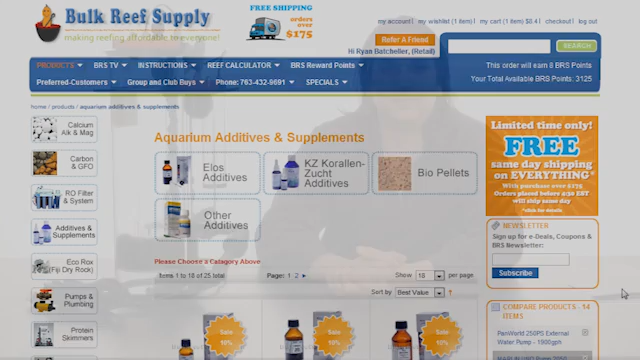 Bulk Reef Supply
making reefing affordable to everyone!
FREE SHIPPING
orders over $175
my account | my wishlist (1 item) | my cart (1 item) $0.4 | checkout | log out
Refer A Friend
Hi Ryan Batcheller, (Retail)
SEARCH
PRODUCTS BRS TV INSTRUCTIONS REEF CALCULATOR BRS Reward Points
This order will earn 8 BRS Points
Preferred-Customers Group and Club Buys Phone: 763-432-9691 SPECIALS
Your Total Available BRS Points: 3125
home / products / aquarium additives & supplements
Calcium Alk & Mag
Carbon & GFO
RO Filter & System
Additives & Supplements
Eco Rox (Fiji Dry Rock)
Pumps & Plumbing
Protein Skimmers
Aquarium Additives & Supplements
Elos Additives
KZ Korallen-Zucht Additives
Bio Pellets
Other Additives
Please Choose a Catagory Above
Items 1 to 18 of 25 total
Page: 1 2
Show 18 per page
Sort by Best Value
Sale 10%
Sale 10%
Sale 10%
Limited time only!
FREE
same day shipping
on EVERYTHING*
With purchase over $175
Orders placed before 4:30 EST
will ship same day
*click for details
NEWSLETTER
Sign up for e-Deals, Coupons & BRS Newsletter:
Subscribe
COMPARE PRODUCTS - 14 ITEMS
PanWorld 250PS External Water Pump - 1900gph